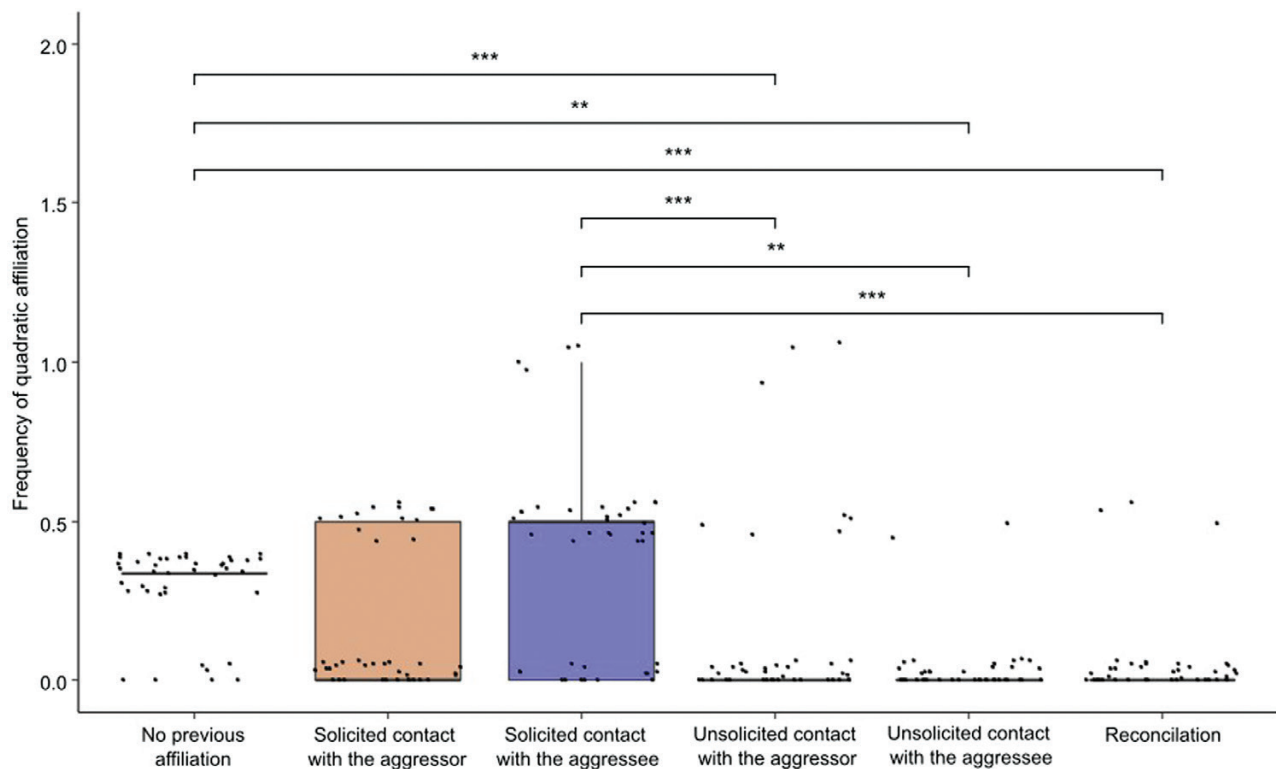 2.0
1.5
1.0
0.5
0.0
Frequency of quadratic affiliation
***
**
***
***
**
***
No previous
affiliation
Solicited contact
with the aggressor
Solicited contact
with the aggressee
Unsolicited contact
with the aggressor
Unsolicited contact
with the aggressee
Reconcilation